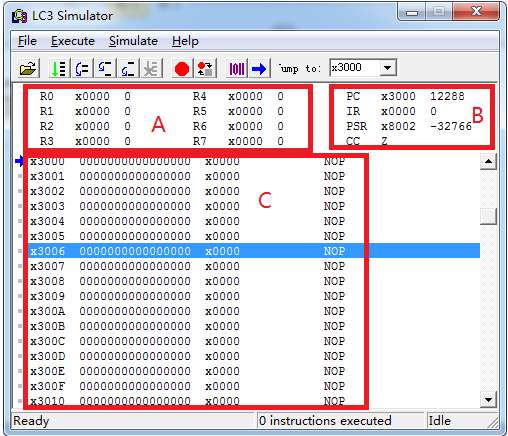 LC3 Simulator
File Execute Simulate Help
Jump to: x3000
R0 x0000 0 R4 x0000 0 PC x3000 12288
R1 x0000 0 R5 x0000 0 IR x0000 0
R2 x0000 0 R6 x0000 0 PSR x8002 -32766
R3 x0000 0 R7 x0000 0 CC Z
A
B
x3000 0000000000000000 x0000 NOP
x3001 0000000000000000 x0000 NOP
x3002 0000000000000000 x0000 NOP
x3003 0000000000000000 x0000 NOP
C
x3004 0000000000000000 x0000 NOP
x3005 0000000000000000 x0000 NOP
x3006 0000000000000000 x0000 NOP
x3007 0000000000000000 x0000 NOP
x3008 0000000000000000 x0000 NOP
x3009 0000000000000000 x0000 NOP
x300A 0000000000000000 x0000 NOP
x300B 0000000000000000 x0000 NOP
x300C 0000000000000000 x0000 NOP
x300D 0000000000000000 x0000 NOP
x300E 0000000000000000 x0000 NOP
x300F 0000000000000000 x0000 NOP
x3010 0000000000000000 x0000 NOP
Ready 0 instructions executed Idle